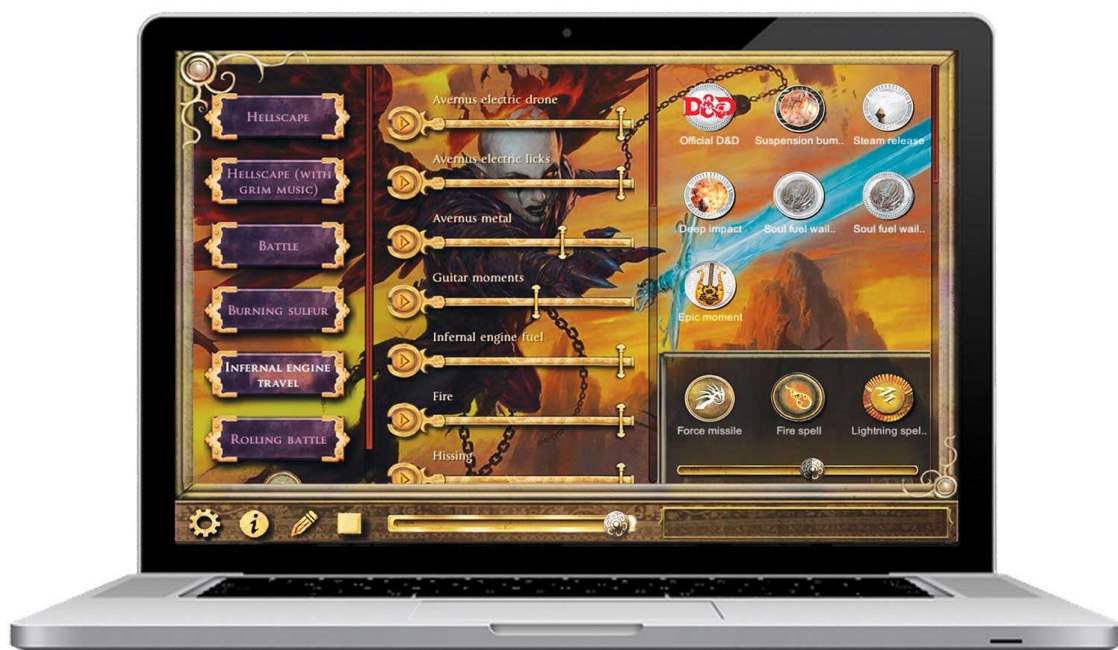 HELLSCAPE
HELLSCAPE (WITH
GRIM MUSIC)
BATTLE
BURNING SULFUR
INFERNAL ENGINE
TRAVEL
ROLLING BATTLE
Avernus electric drone
Avernus electric licks
Avernus metal
Guitar moments
Infernal engine fuel
Fire
Hissing
D&D
Official D&D
Suspension bum..
Steam release
Deep impact
Soul fuel wail..
Soul fuel wail..
Epic moment
Force missile
Fire spell
Lightning spel..